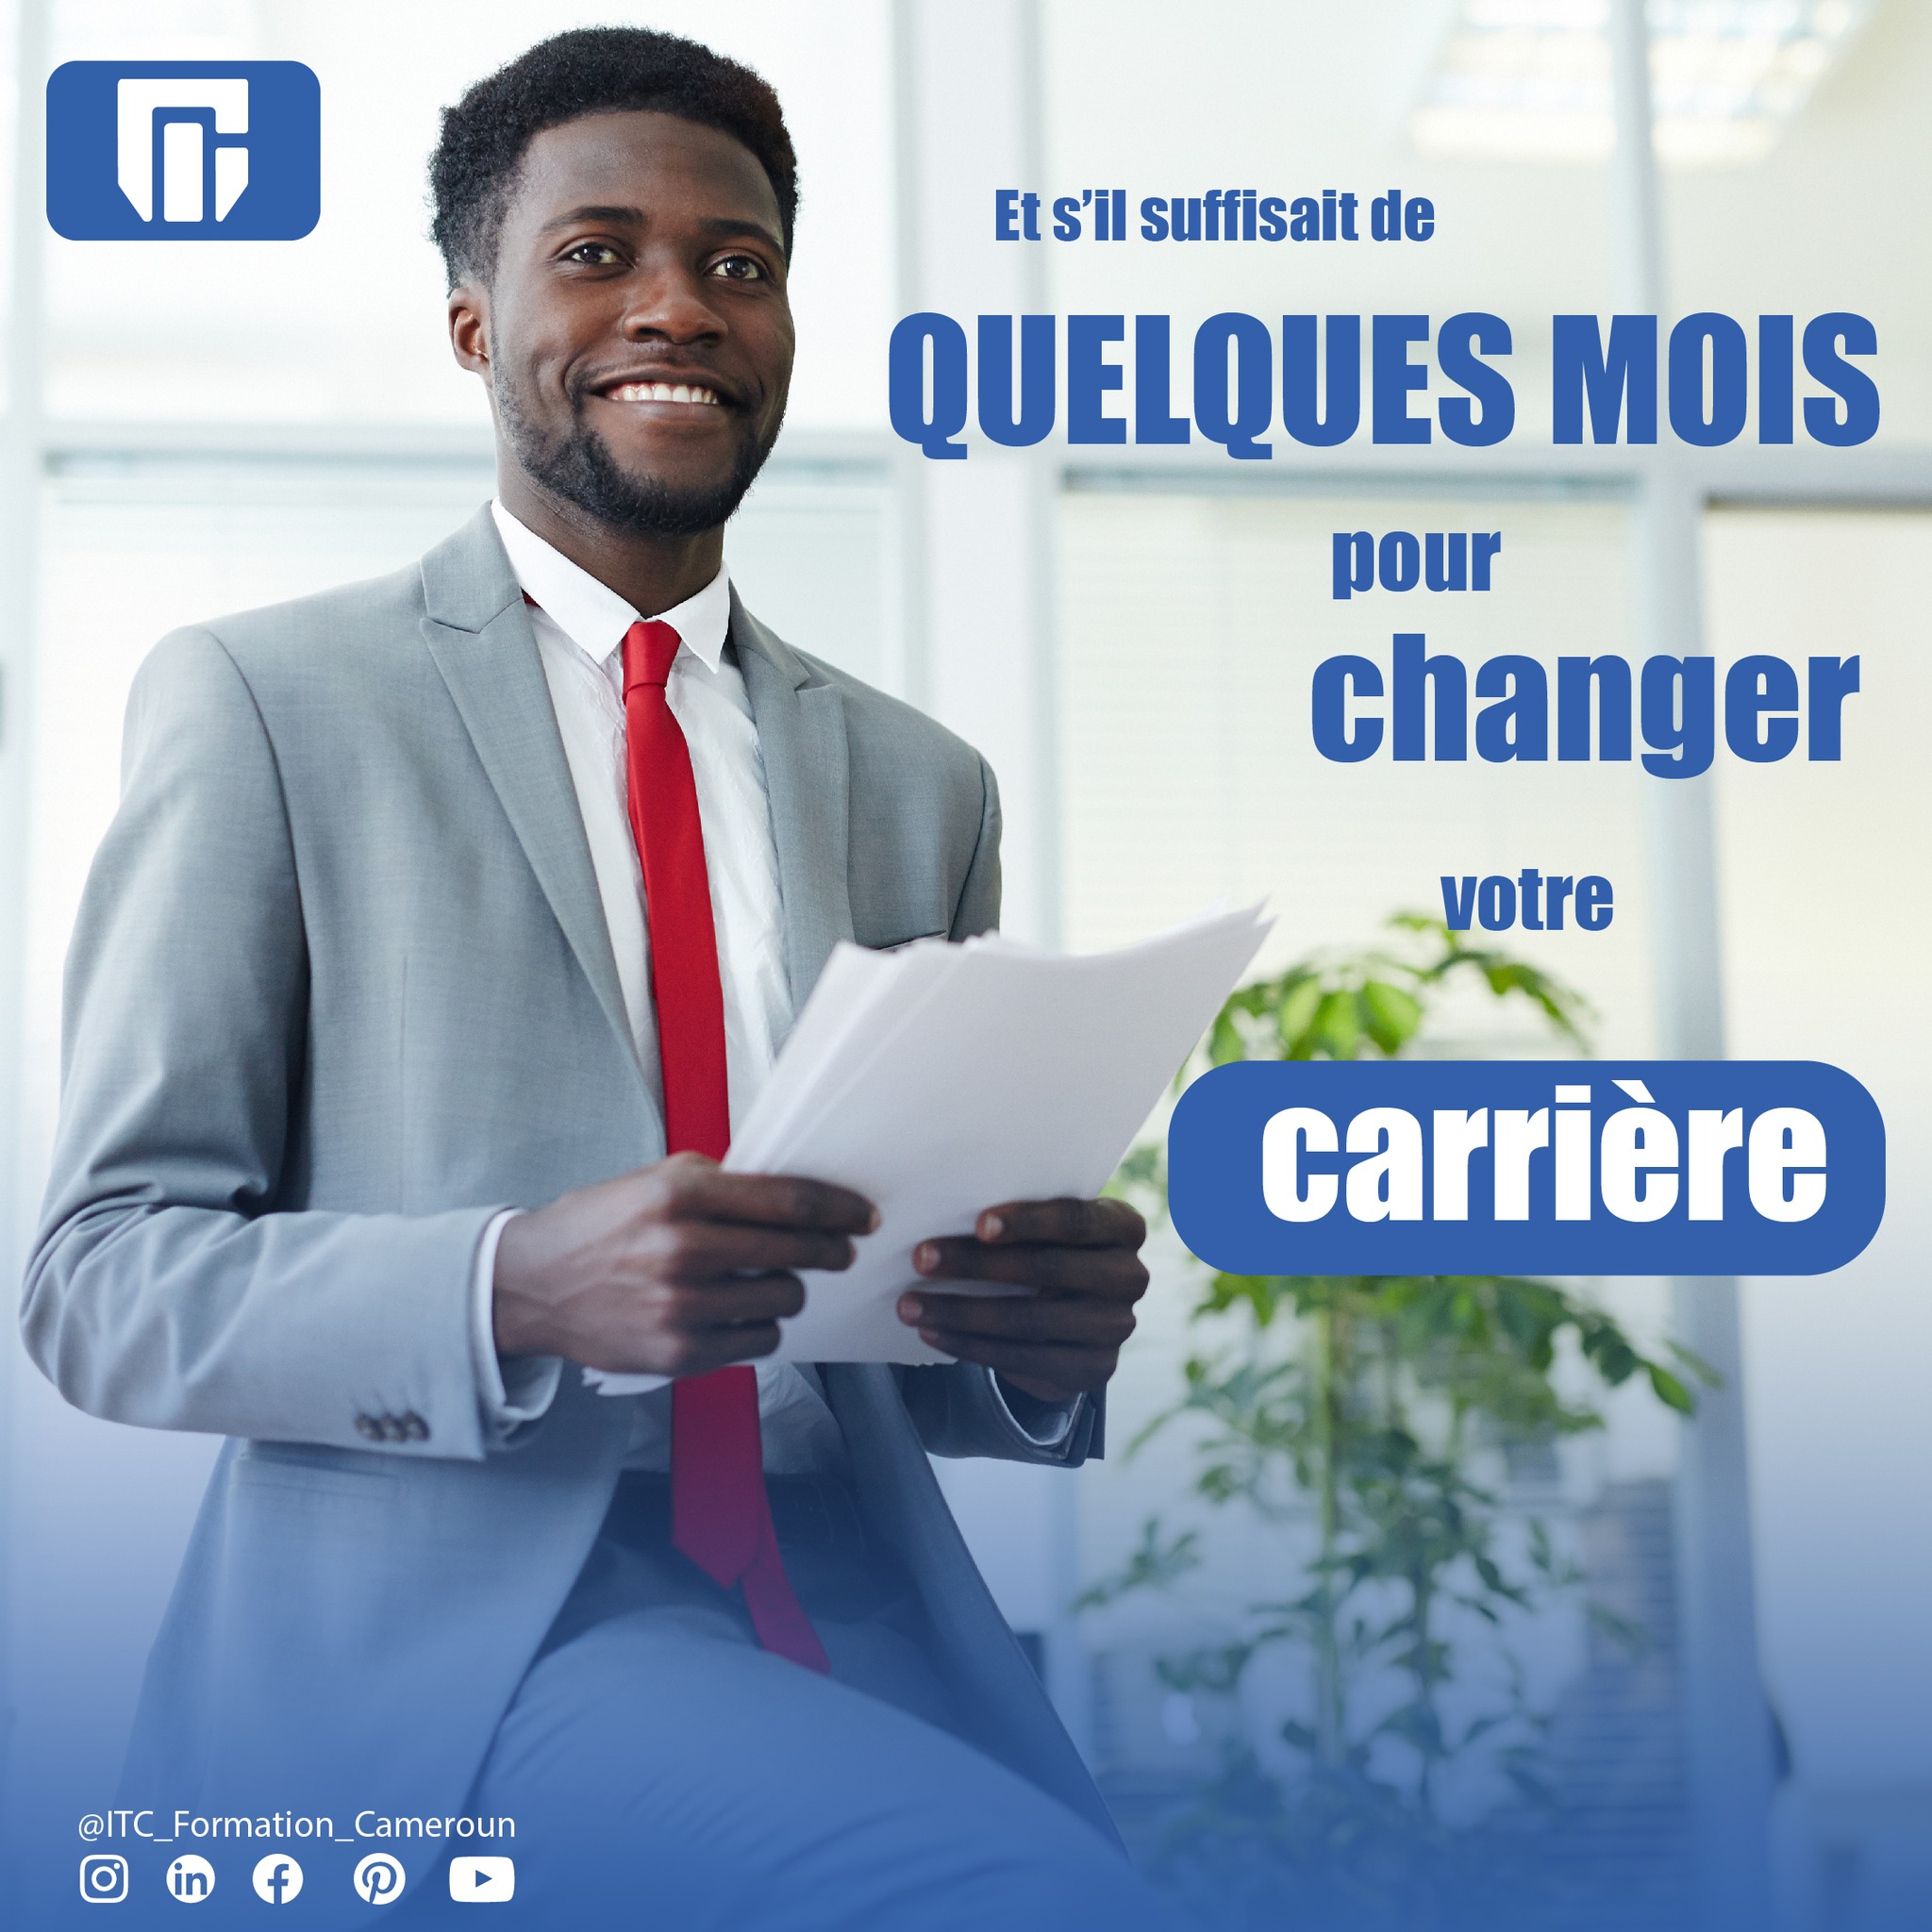 Et s’il suffisait de
QUELQUES MOIS
pour
changer
votre
carrière
@ITC_Formation_Cameroun